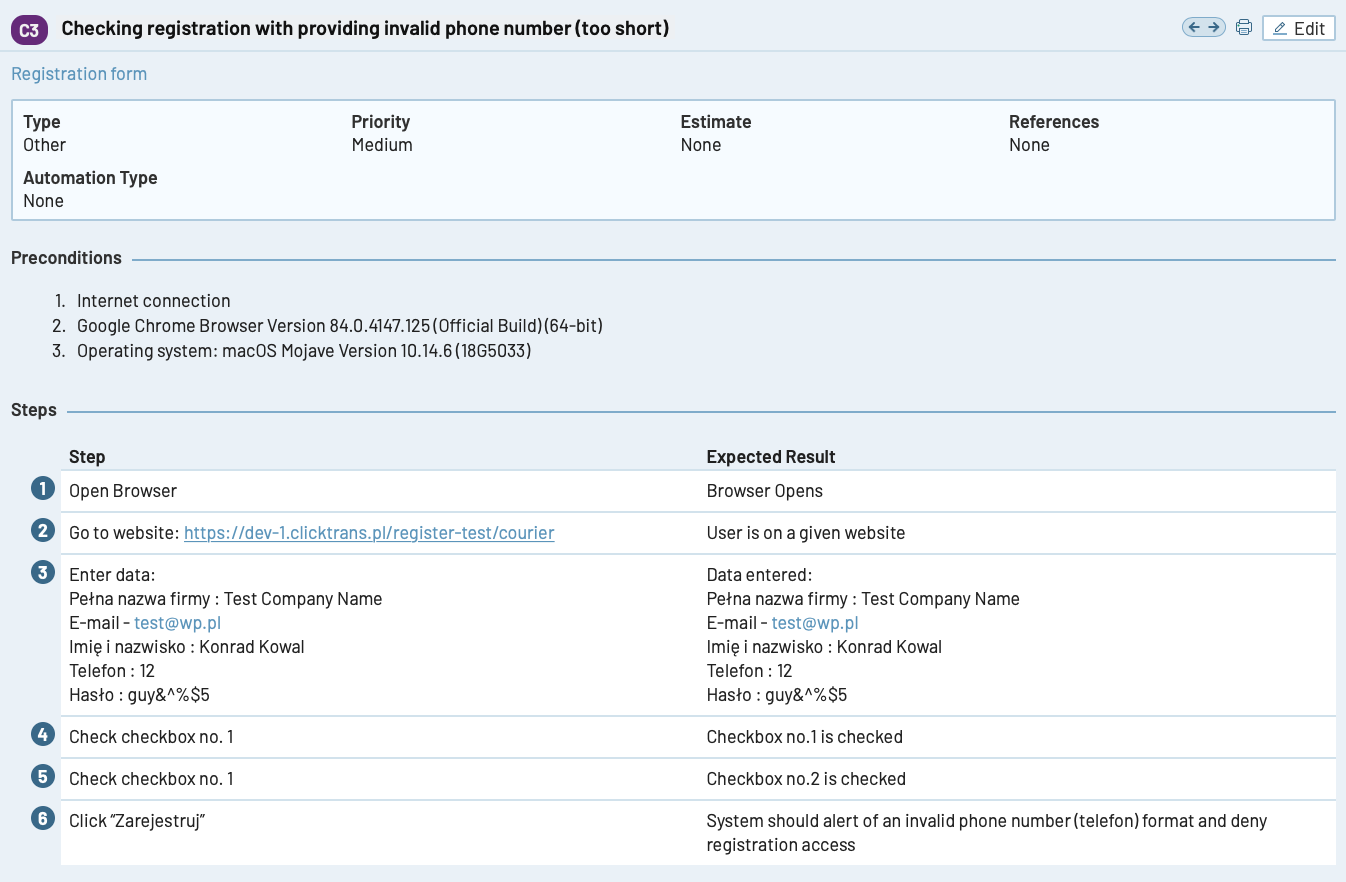 C3 Checking registration with providing invalid phone number (too short)
Edit
Registration form
Type Priority Estimate References
Other Medium None None
Automation Type
None
Preconditions
1. Internet connection
2. Google Chrome Browser Version 84.0.4147.125 (Official Build) (64-bit)
3. Operating system: macOS Mojave Version 10.14.6 (18G5033)
Steps
Step Expected Result
1 Open Browser Browser Opens
2 Go to website: https://dev-1.clicktrans.pl/register-test/courier User is on a given website
3 Enter data: Data entered:
Pełna nazwa firmy : Test Company Name Pełna nazwa firmy : Test Company Name
E-mail - test@wp.pl E-mail - test@wp.pl
Imię i nazwisko : Konrad Kowal Imię i nazwisko : Konrad Kowal
Telefon : 12 Telefon : 12
Hasło : guy&^%$5 Hasło : guy&^%$5
4 Check checkbox no. 1 Checkbox no.1 is checked
5 Check checkbox no. 1 Checkbox no.2 is checked
6 Click “Zarejestruj” System should alert of an invalid phone number (telefon) format and deny
registration access